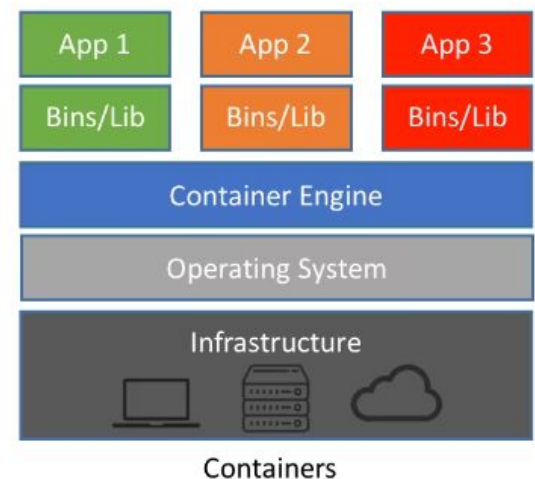 App 1 App 2 App 3
Bins/Lib Bins/Lib Bins/Lib
Container Engine
Operating System
Infrastructure
Containers